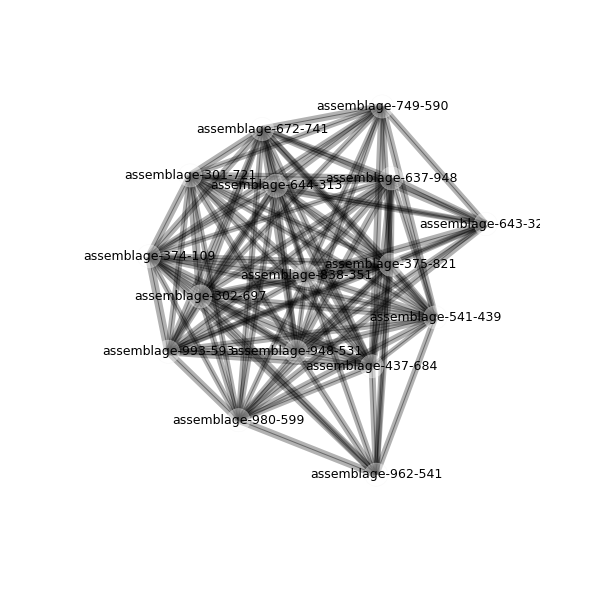 assemblage-749-590
assemblage-672-741
assemblage-301-721
assemblage-637-948
assemblage-644-313
assemblage-643-32
assemblage-374-109
assemblage-375-821
assemblage-838-351
assemblage-302-697
assemblage-541-439
assemblage-993-593
assemblage-948-531
assemblage-437-684
assemblage-980-599
assemblage-962-541